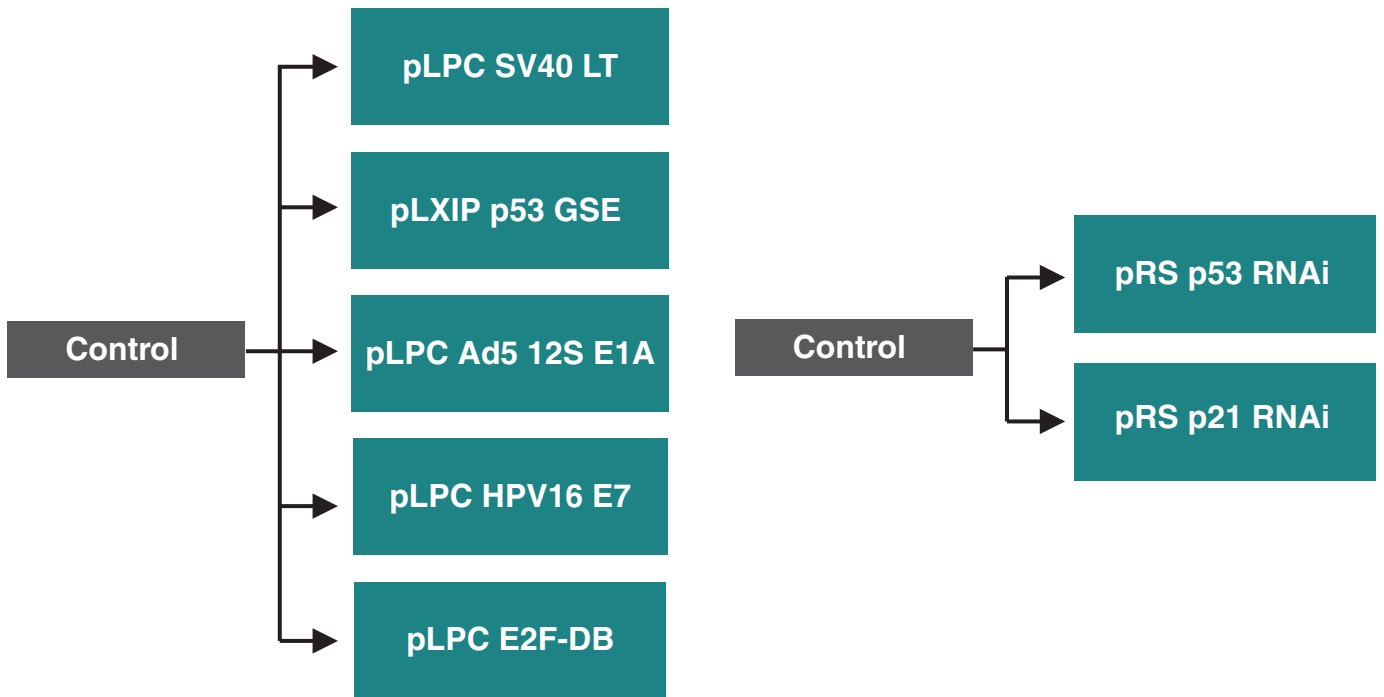 pLPC SV40 LT
pLXIP p53 GSE
Control
pLPC Ad5 12S E1A
pLPC HPV16 E7
pLPC E2F-DB
pRS p53 RNAi
Control
pRS p21 RNAi